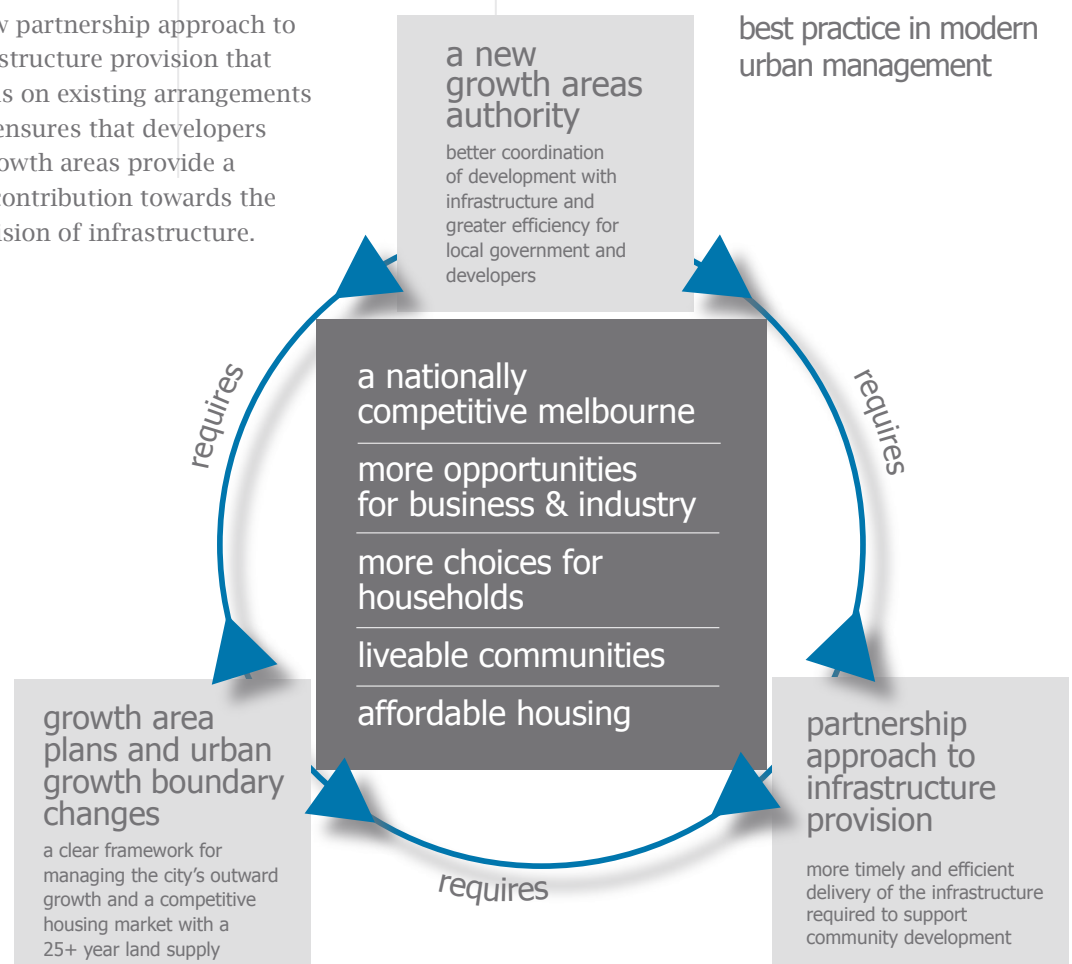 partnership approach to
structure provision that
on existing arrangements
ensures that developers
growth areas provide a
contribution towards the
of infrastructure.
best practice in modern
urban management
a new
growth areas
authority
better coordination
of development with
infrastructure and
greater efficiency for
local government and
developers
requires
requires
a nationally
competitive melbourne
more opportunities
for business & industry
more choices for
households
liveable communities
affordable housing
growth area
plans and urban
growth boundary
changes
a clear framework for
managing the city's outward
growth and a competitive
housing market with a
25+ year land supply
partnership
approach to
infrastructure
provision
more timely and efficient
delivery of the infrastructure
required to support
community development
requires